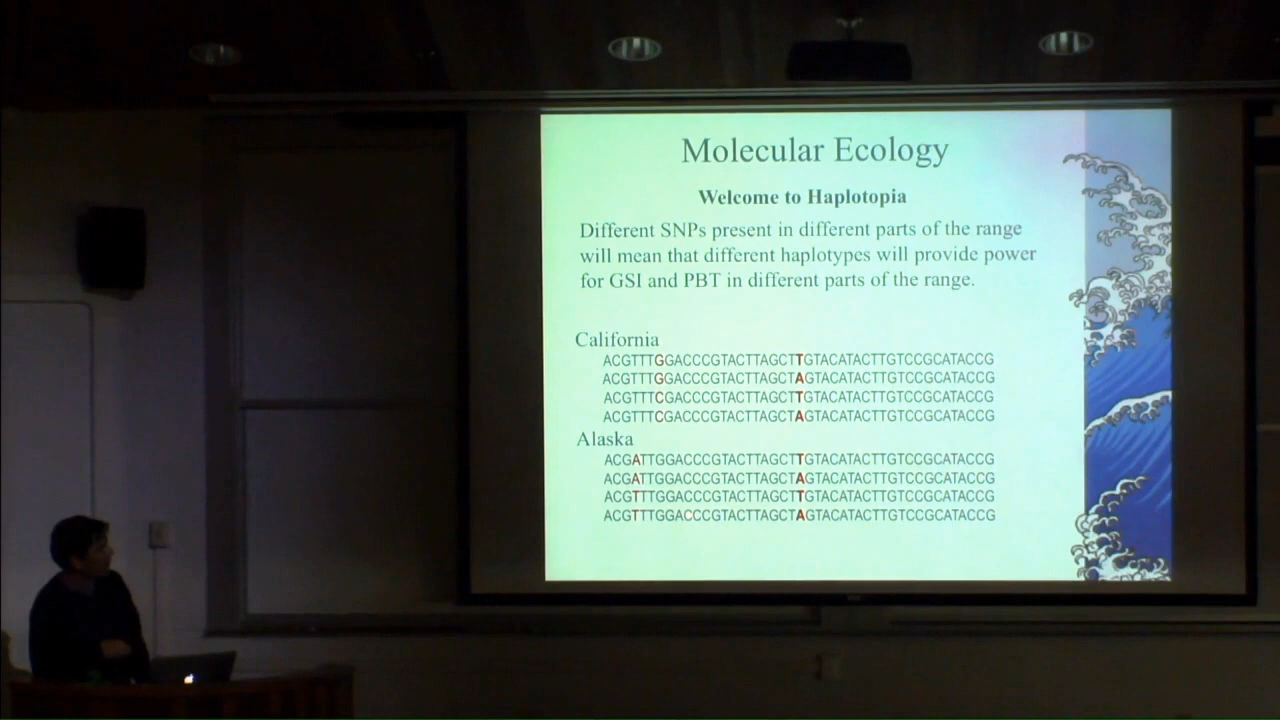 Molecular Ecology
Welcome to Haplotopia
Different SNPs present in different parts of the range
will mean that different haplotypes will provide power
for GSI and PBT in different parts of the range.
California
ACGTTTGGACCCGTACTTAGCTTGTACATACTTGTCCGCATACCG
ACGTTTGGACCCGTACTTAGCTAGTACATACTTGTCCGCATACCG
ACGTTTCGACCCGTACTTAGCTTGTACATACTTGTCCGCATACCG
ACGTTTCGACCCGTACTTAGCTAGTACATACTTGTCCGCATACCG
Alaska
ACGATTGGACCCGTACTTAGCTTGTACATACTTGTCCGCATACCG
ACGATTGGACCCGTACTTAGCTAGTACATACTTGTCCGCATACCG
ACGTTTGGACCCGTACTTAGCTTGTACATACTTGTCCGCATACCG
ACGTTTGGACCCGTACTTAGCTAGTACATACTTGTCCGCATACCG